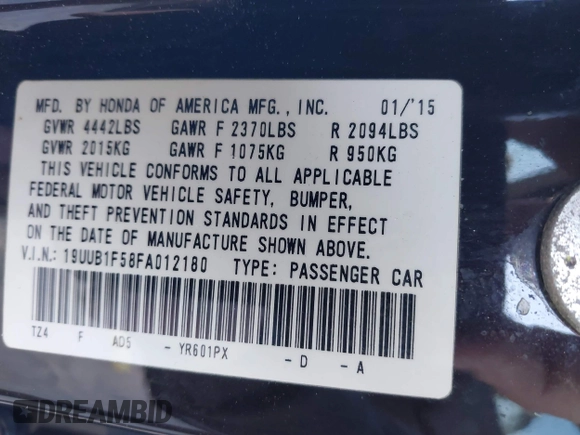 MFD. BY HONDA OF AMERICA MFG., INC. 01/'15
GVWR 4442LBS GAWR F 2370LBS R 2094LBS
GVWR 2015KG GAWR F 1075KG R 950KG
THIS VEHICLE CONFORMS TO ALL APPLICABLE
FEDERAL MOTOR VEHICLE SAFETY, BUMPER,
AND THEFT PREVENTION STANDARDS IN EFFECT
ON THE DATE OF MANUFACTURE SHOWN ABOVE.
V.I.N.: 19UUB1F58FA012180 TYPE: PASSENGER CAR
TZ4 F AD5 - YR601PX - D - A
DREAMBID